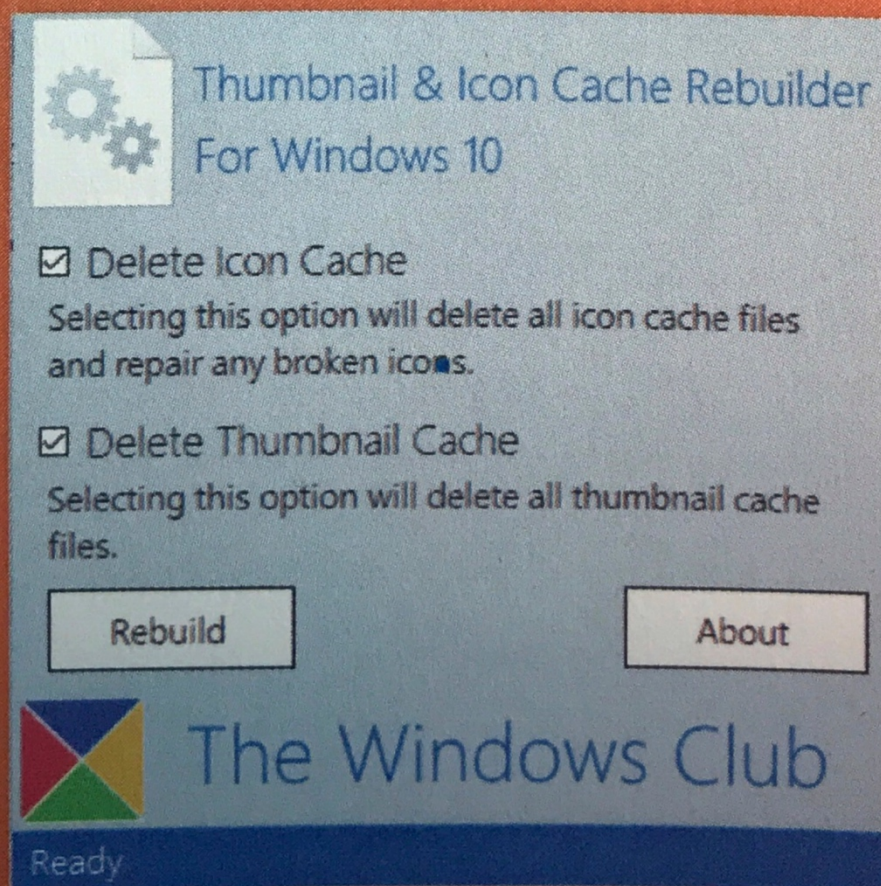 Thumbnail & Icon Cache Rebuilder
For Windows 10
Delete Icon Cache
Selecting this option will delete all icon cache files
and repair any broken icons.
Delete Thumbnail Cache
Selecting this option will delete all thumbnail cache
files.
Rebuild
About
The Windows Club
Ready